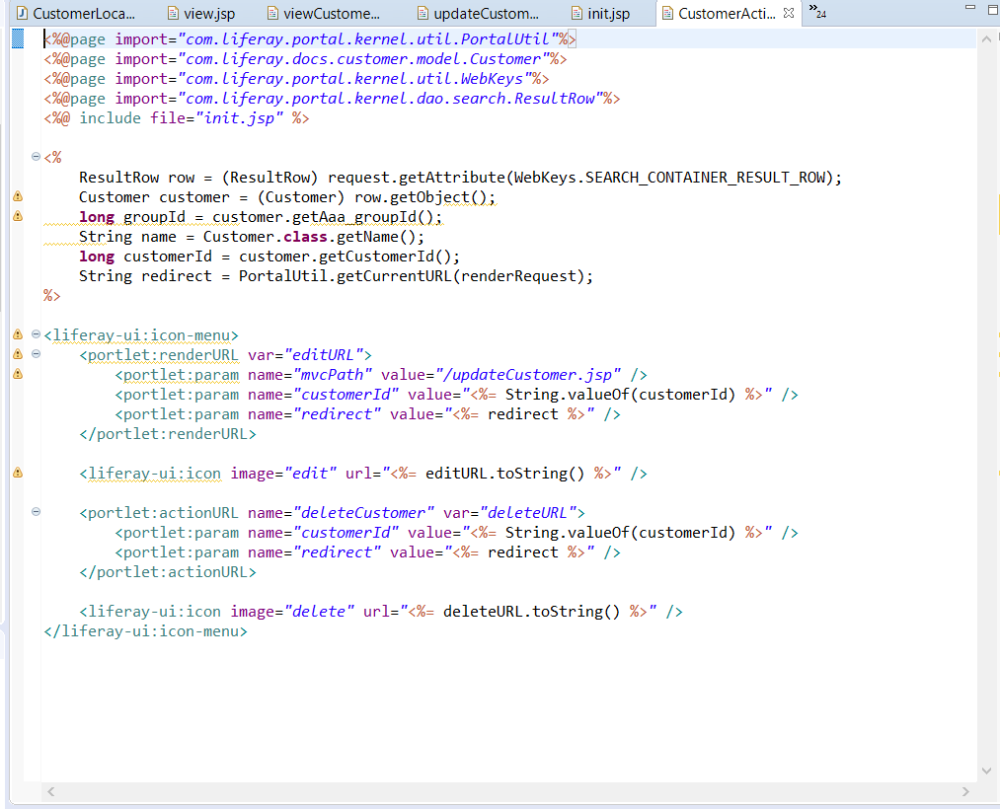 CustomerLoca... view.jsp viewCustome... updateCustom... init.jsp CustomerActi... »24
<%@page import="com.liferay.portal.kernel.util.PortalUtil"%>
<%@page import="com.liferay.docs.customer.model.Customer"%>
<%@page import="com.liferay.portal.kernel.util.WebKeys"%>
<%@page import="com.liferay.portal.kernel.dao.search.ResultRow"%>
<%@ include file="init.jsp" %>
<%
ResultRow row = (ResultRow) request.getAttribute(WebKeys.SEARCH_CONTAINER_RESULT_ROW);
Customer customer = (Customer) row.getObject();
long groupId = customer.getAaa_groupId();
String name = Customer.class.getName();
long customerId = customer.getCustomerId();
String redirect = PortalUtil.getCurrentURL(renderRequest);
%>
<liferay-ui:icon-menu>
<portlet:renderURL var="editURL">
<portlet:param name="mvcPath" value="/updateCustomer.jsp" />
<portlet:param name="customerId" value="<%= String.valueOf(customerId) %>" />
<portlet:param name="redirect" value="<%= redirect %>" />
</portlet:renderURL>
<liferay-ui:icon image="edit" url="<%= editURL.toString() %>" />
<portlet:actionURL name="deleteCustomer" var="deleteURL">
<portlet:param name="customerId" value="<%= String.valueOf(customerId) %>" />
<portlet:param name="redirect" value="<%= redirect %>" />
</portlet:actionURL>
<liferay-ui:icon image="delete" url="<%= deleteURL.toString() %>" />
</liferay-ui:icon-menu>